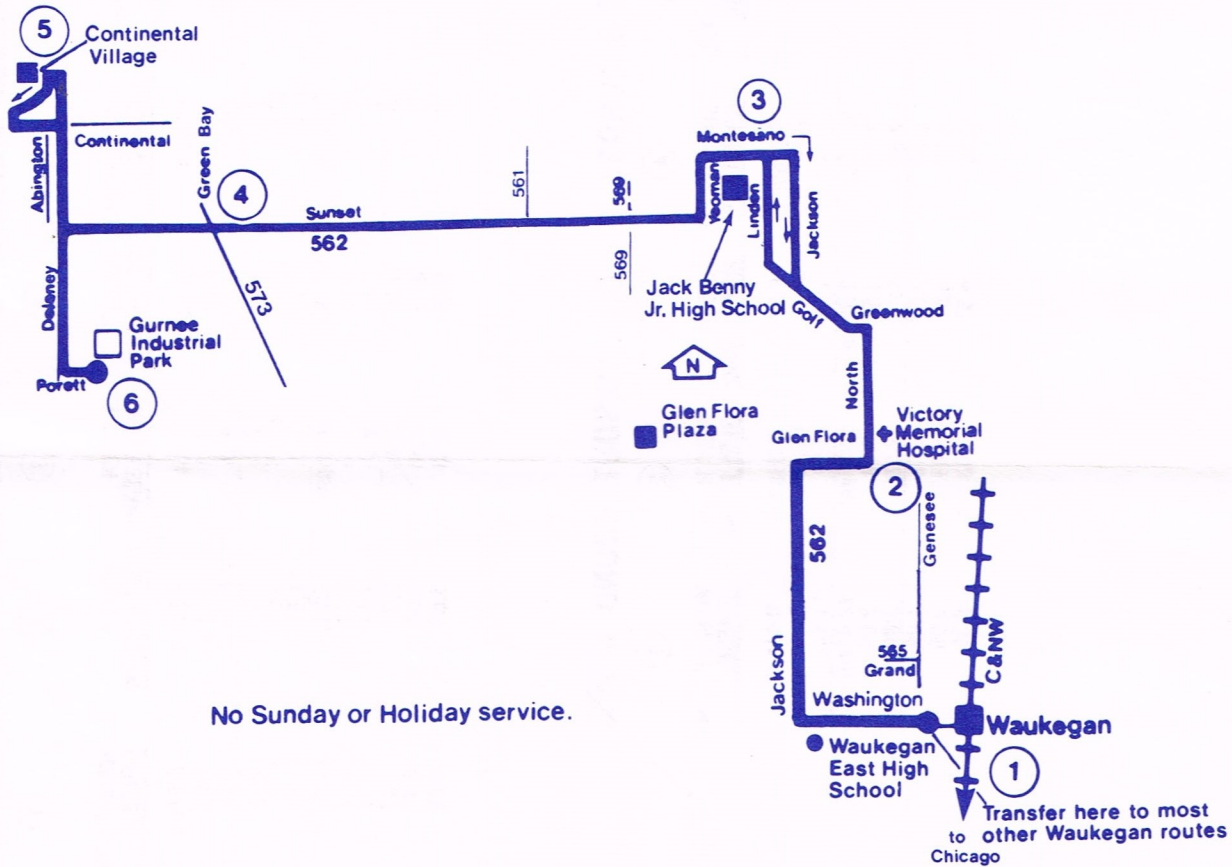 5
Continental
Village
Continental
Abington
Green Bay
4
Sunset
562
561
569
569
573
3
Montesano
Yeoman
Linden
Jackson
Jack Benny
Jr. High School
Golf
Greenwood
Deleney
Gurnee
Industrial
Park
Porett
6
N
North
Glen Flora
Plaza
Glen Flora
Victory
Memorial
Hospital
2
Genesee
562
Jackson
565
Grand
C&NW
Washington
Waukegan
No Sunday or Holiday service.
Waukegan
East High
School
1
Transfer here to most
other Waukegan routes
to
Chicago